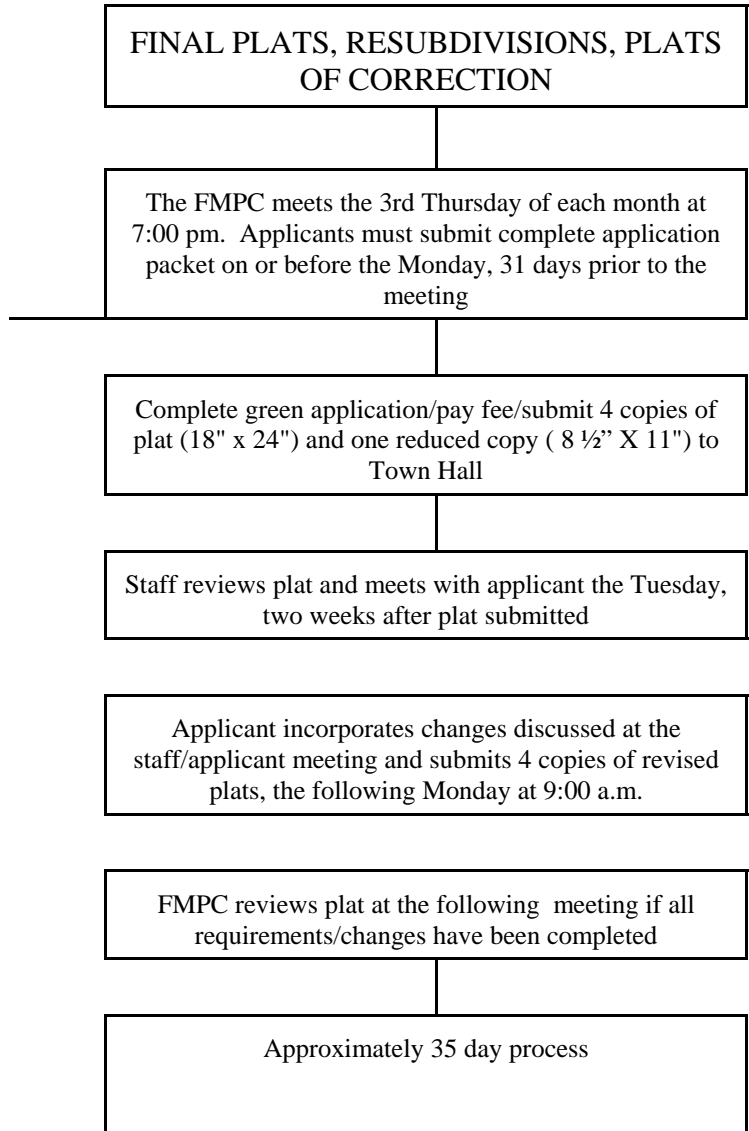 FINAL PLATS, RESUBDIVISIONS, PLATS
OF CORRECTION
The FMPC meets the 3rd Thursday of each month at
7:00 pm.  Applicants must submit complete application
packet on or before the Monday, 31 days prior to the
meeting
Complete green application/pay fee/submit 4 copies of
plat (18" x 24") and one reduced copy ( 8 ½” X 11") to
Town Hall
Staff reviews plat and meets with applicant the Tuesday,
two weeks after plat submitted
Applicant incorporates changes discussed at the
staff/applicant meeting and submits 4 copies of revised
plats, the following Monday at 9:00 a.m.
FMPC reviews plat at the following  meeting if all
requirements/changes have been completed
Approximately 35 day process